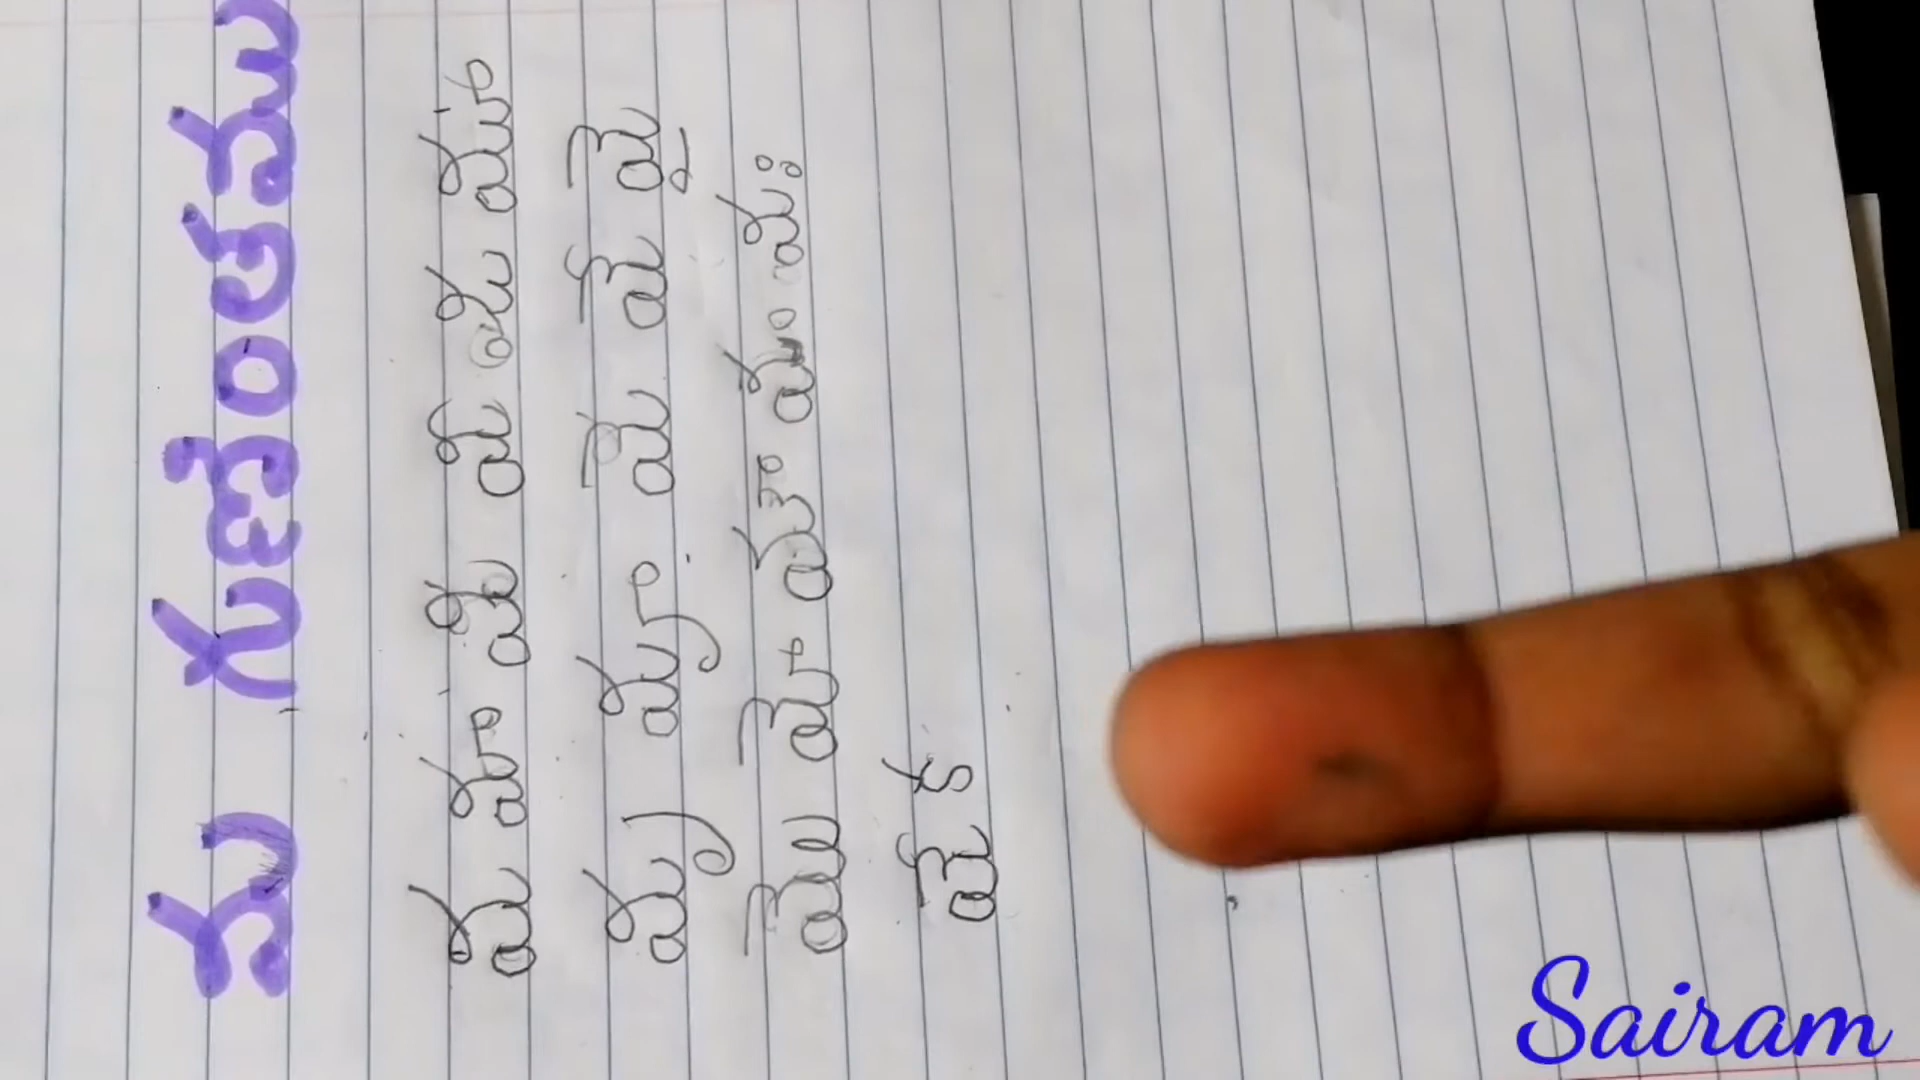 మ గుణింతము
మ మా మి మీ ము మూ
మృ మౄ మె మే మై
మొ మో మౌ మం మః
మేక
Sairam